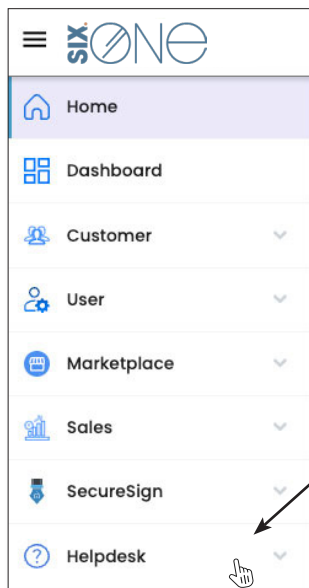 SIX. ONE
Home
Dashboard
Customer
User
Marketplace
Sales
SecureSign
Helpdesk